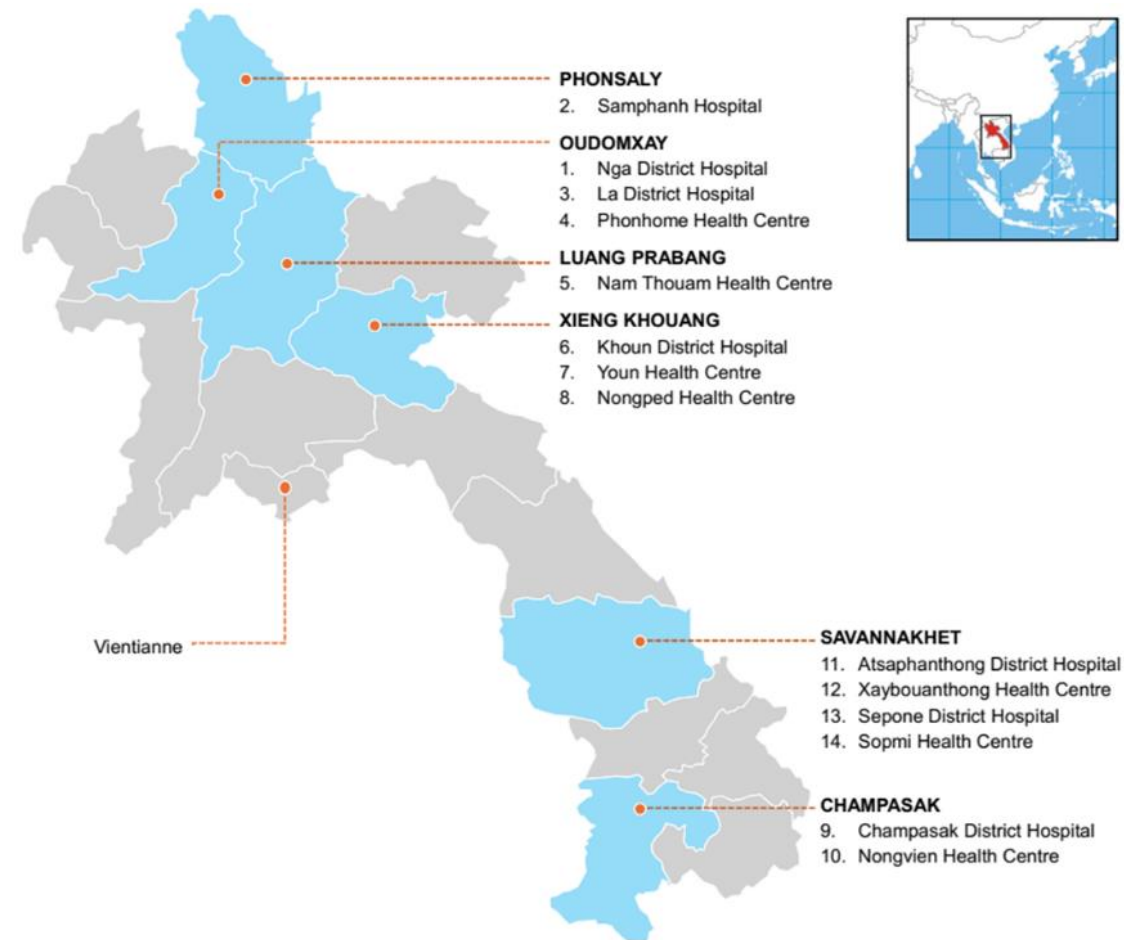 PHONSALY
2. Samphanh Hospital
OUDOMXAY
1. Nga District Hospital
3. La District Hospital
4. Phonhome Health Centre
LUANG PRABANG
5. Nam Thouam Health Centre
XIENG KHOUANG
6. Khoun District Hospital
7. Youn Health Centre
8. Nongped Health Centre
Vientianne
SAVANNAKHET
11. Atsaphanthong District Hospital
12. Xaybouanthong Health Centre
13. Sepone District Hospital
14. Sopmi Health Centre
CHAMPASAK
9. Champasak District Hospital
10. Nongvien Health Centre